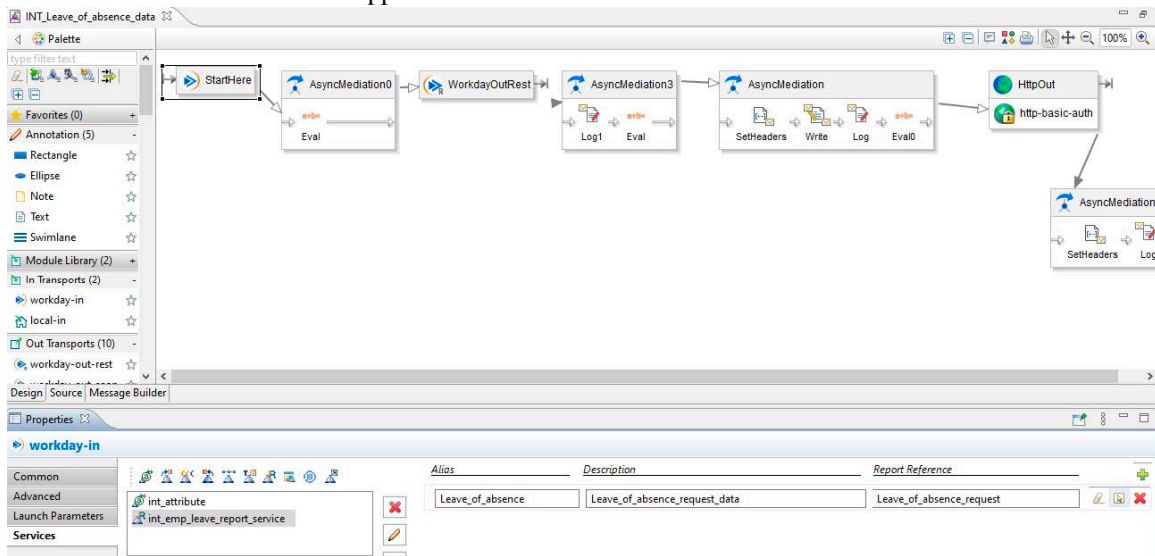 INT_Leave_of_absence_data
Palette
100%
type filter text
Favorites (0)
Annotation (5)
Rectangle
Ellipse
Note
Text
Swimlane
Module Library (2)
In Transports (2)
workday-in
local-in
Out Transports (10)
workday-out-rest
StartHere
AsyncMediation0
a+b=
Eval
WorkdayOutRest
AsyncMediation3
a+b=
Log1 Eval
AsyncMediation
a+b=
SetHeaders Write Log Eval0
HttpOut
http-basic-auth
AsyncMediation
SetHeaders Log
Design Source Message Builder
Properties
workday-in
Common
Advanced
Launch Parameters
Services
int_attribute
int_emp_leave_report_service
Alias Description Report Reference
Leave_of_absence Leave_of_absence_request_data Leave_of_absence_request